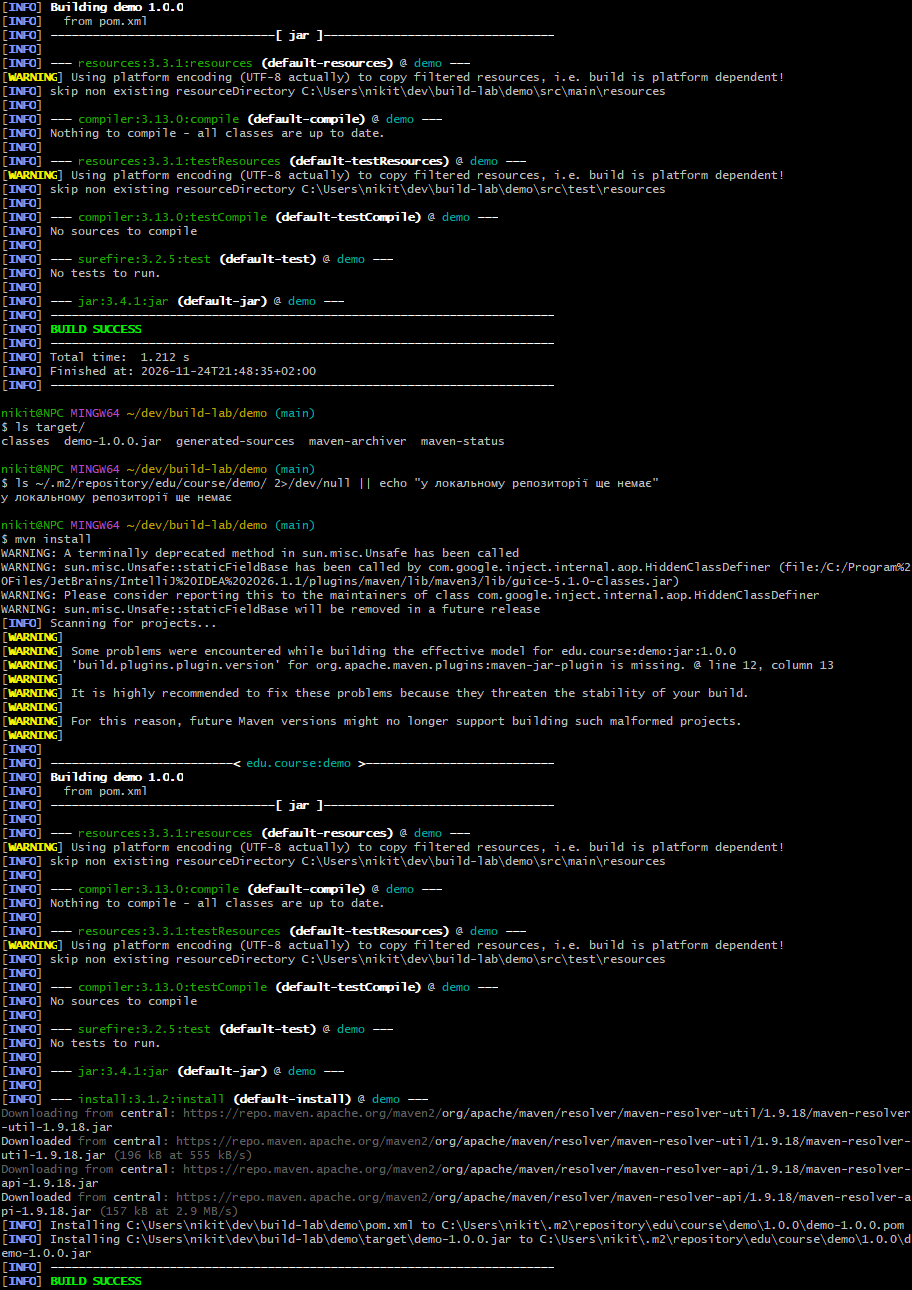 [INFO] Building demo 1.0.0
[INFO]   from pom.xml
[INFO] --------------------------------[ jar ]---------------------------------
[INFO]
[INFO] --- resources:3.3.1:resources (default-resources) @ demo ---
[WARNING] Using platform encoding (UTF-8 actually) to copy filtered resources, i.e. build is platform dependent!
[INFO] skip non existing resourceDirectory C:\Users\nikit\dev\build-lab\demo\src\main\resources
[INFO]
[INFO] --- compiler:3.13.0:compile (default-compile) @ demo ---
[INFO] Nothing to compile - all classes are up to date.
[INFO]
[INFO] --- resources:3.3.1:testResources (default-testResources) @ demo ---
[WARNING] Using platform encoding (UTF-8 actually) to copy filtered resources, i.e. build is platform dependent!
[INFO] skip non existing resourceDirectory C:\Users\nikit\dev\build-lab\demo\src\test\resources
[INFO]
[INFO] --- compiler:3.13.0:testCompile (default-testCompile) @ demo ---
[INFO] No sources to compile
[INFO]
[INFO] --- surefire:3.2.5:test (default-test) @ demo ---
[INFO] No tests to run.
[INFO]
[INFO] --- jar:3.4.1:jar (default-jar) @ demo ---
[INFO] ------------------------------------------------------------------------
[INFO] BUILD SUCCESS
[INFO] ------------------------------------------------------------------------
[INFO] Total time:  1.212 s
[INFO] Finished at: 2026-11-24T21:48:35+02:00
[INFO] ------------------------------------------------------------------------
nikit@NPC MINGW64 ~/dev/build-lab/demo (main)
$ ls target/
classes  demo-1.0.0.jar  generated-sources  maven-archiver  maven-status
nikit@NPC MINGW64 ~/dev/build-lab/demo (main)
$ ls ~/.m2/repository/edu/course/demo/ 2>/dev/null || echo "у локальному репозиторії ще немає"
у локальному репозиторії ще немає
nikit@NPC MINGW64 ~/dev/build-lab/demo (main)
$ mvn install
WARNING: A terminally deprecated method in sun.misc.Unsafe has been called
WARNING: sun.misc.Unsafe::staticFieldBase has been called by com.google.inject.internal.aop.HiddenClassDefiner (file:/C:/Program%2
0Files/JetBrains/IntelliJ%20IDEA%202026.1.1/plugins/maven/lib/maven3/lib/guice-5.1.0-classes.jar)
WARNING: Please consider reporting this to the maintainers of class com.google.inject.internal.aop.HiddenClassDefiner
WARNING: sun.misc.Unsafe::staticFieldBase will be removed in a future release
[INFO] Scanning for projects...
[WARNING]
[WARNING] Some problems were encountered while building the effective model for edu.course:demo:jar:1.0.0
[WARNING] 'build.plugins.plugin.version' for org.apache.maven.plugins:maven-jar-plugin is missing. @ line 12, column 13
[WARNING]
[WARNING] It is highly recommended to fix these problems because they threaten the stability of your build.
[WARNING]
[WARNING] For this reason, future Maven versions might no longer support building such malformed projects.
[WARNING]
[INFO]
[INFO] --------------------------< edu.course:demo >---------------------------
[INFO] Building demo 1.0.0
[INFO]   from pom.xml
[INFO] --------------------------------[ jar ]---------------------------------
[INFO]
[INFO] --- resources:3.3.1:resources (default-resources) @ demo ---
[WARNING] Using platform encoding (UTF-8 actually) to copy filtered resources, i.e. build is platform dependent!
[INFO] skip non existing resourceDirectory C:\Users\nikit\dev\build-lab\demo\src\main\resources
[INFO]
[INFO] --- compiler:3.13.0:compile (default-compile) @ demo ---
[INFO] Nothing to compile - all classes are up to date.
[INFO]
[INFO] --- resources:3.3.1:testResources (default-testResources) @ demo ---
[WARNING] Using platform encoding (UTF-8 actually) to copy filtered resources, i.e. build is platform dependent!
[INFO] skip non existing resourceDirectory C:\Users\nikit\dev\build-lab\demo\src\test\resources
[INFO]
[INFO] --- compiler:3.13.0:testCompile (default-testCompile) @ demo ---
[INFO] No sources to compile
[INFO]
[INFO] --- surefire:3.2.5:test (default-test) @ demo ---
[INFO] No tests to run.
[INFO]
[INFO] --- jar:3.4.1:jar (default-jar) @ demo ---
[INFO]
[INFO] --- install:3.1.2:install (default-install) @ demo ---
Downloading from central: https://repo.maven.apache.org/maven2/org/apache/maven/resolver/maven-resolver-util/1.9.18/maven-resolver
-util-1.9.18.jar
Downloaded from central: https://repo.maven.apache.org/maven2/org/apache/maven/resolver/maven-resolver-util/1.9.18/maven-resolver-
util-1.9.18.jar (196 kB at 555 kB/s)
Downloading from central: https://repo.maven.apache.org/maven2/org/apache/maven/resolver/maven-resolver-api/1.9.18/maven-resolver-
api-1.9.18.jar
Downloaded from central: https://repo.maven.apache.org/maven2/org/apache/maven/resolver/maven-resolver-api/1.9.18/maven-resolver-a
pi-1.9.18.jar (157 kB at 2.9 MB/s)
[INFO] Installing C:\Users\nikit\dev\build-lab\demo\pom.xml to C:\Users\nikit\.m2\repository\edu\course\demo\1.0.0\demo-1.0.0.pom
[INFO] Installing C:\Users\nikit\dev\build-lab\demo\target\demo-1.0.0.jar to C:\Users\nikit\.m2\repository\edu\course\demo\1.0.0\d
emo-1.0.0.jar
[INFO] ------------------------------------------------------------------------
[INFO] BUILD SUCCESS